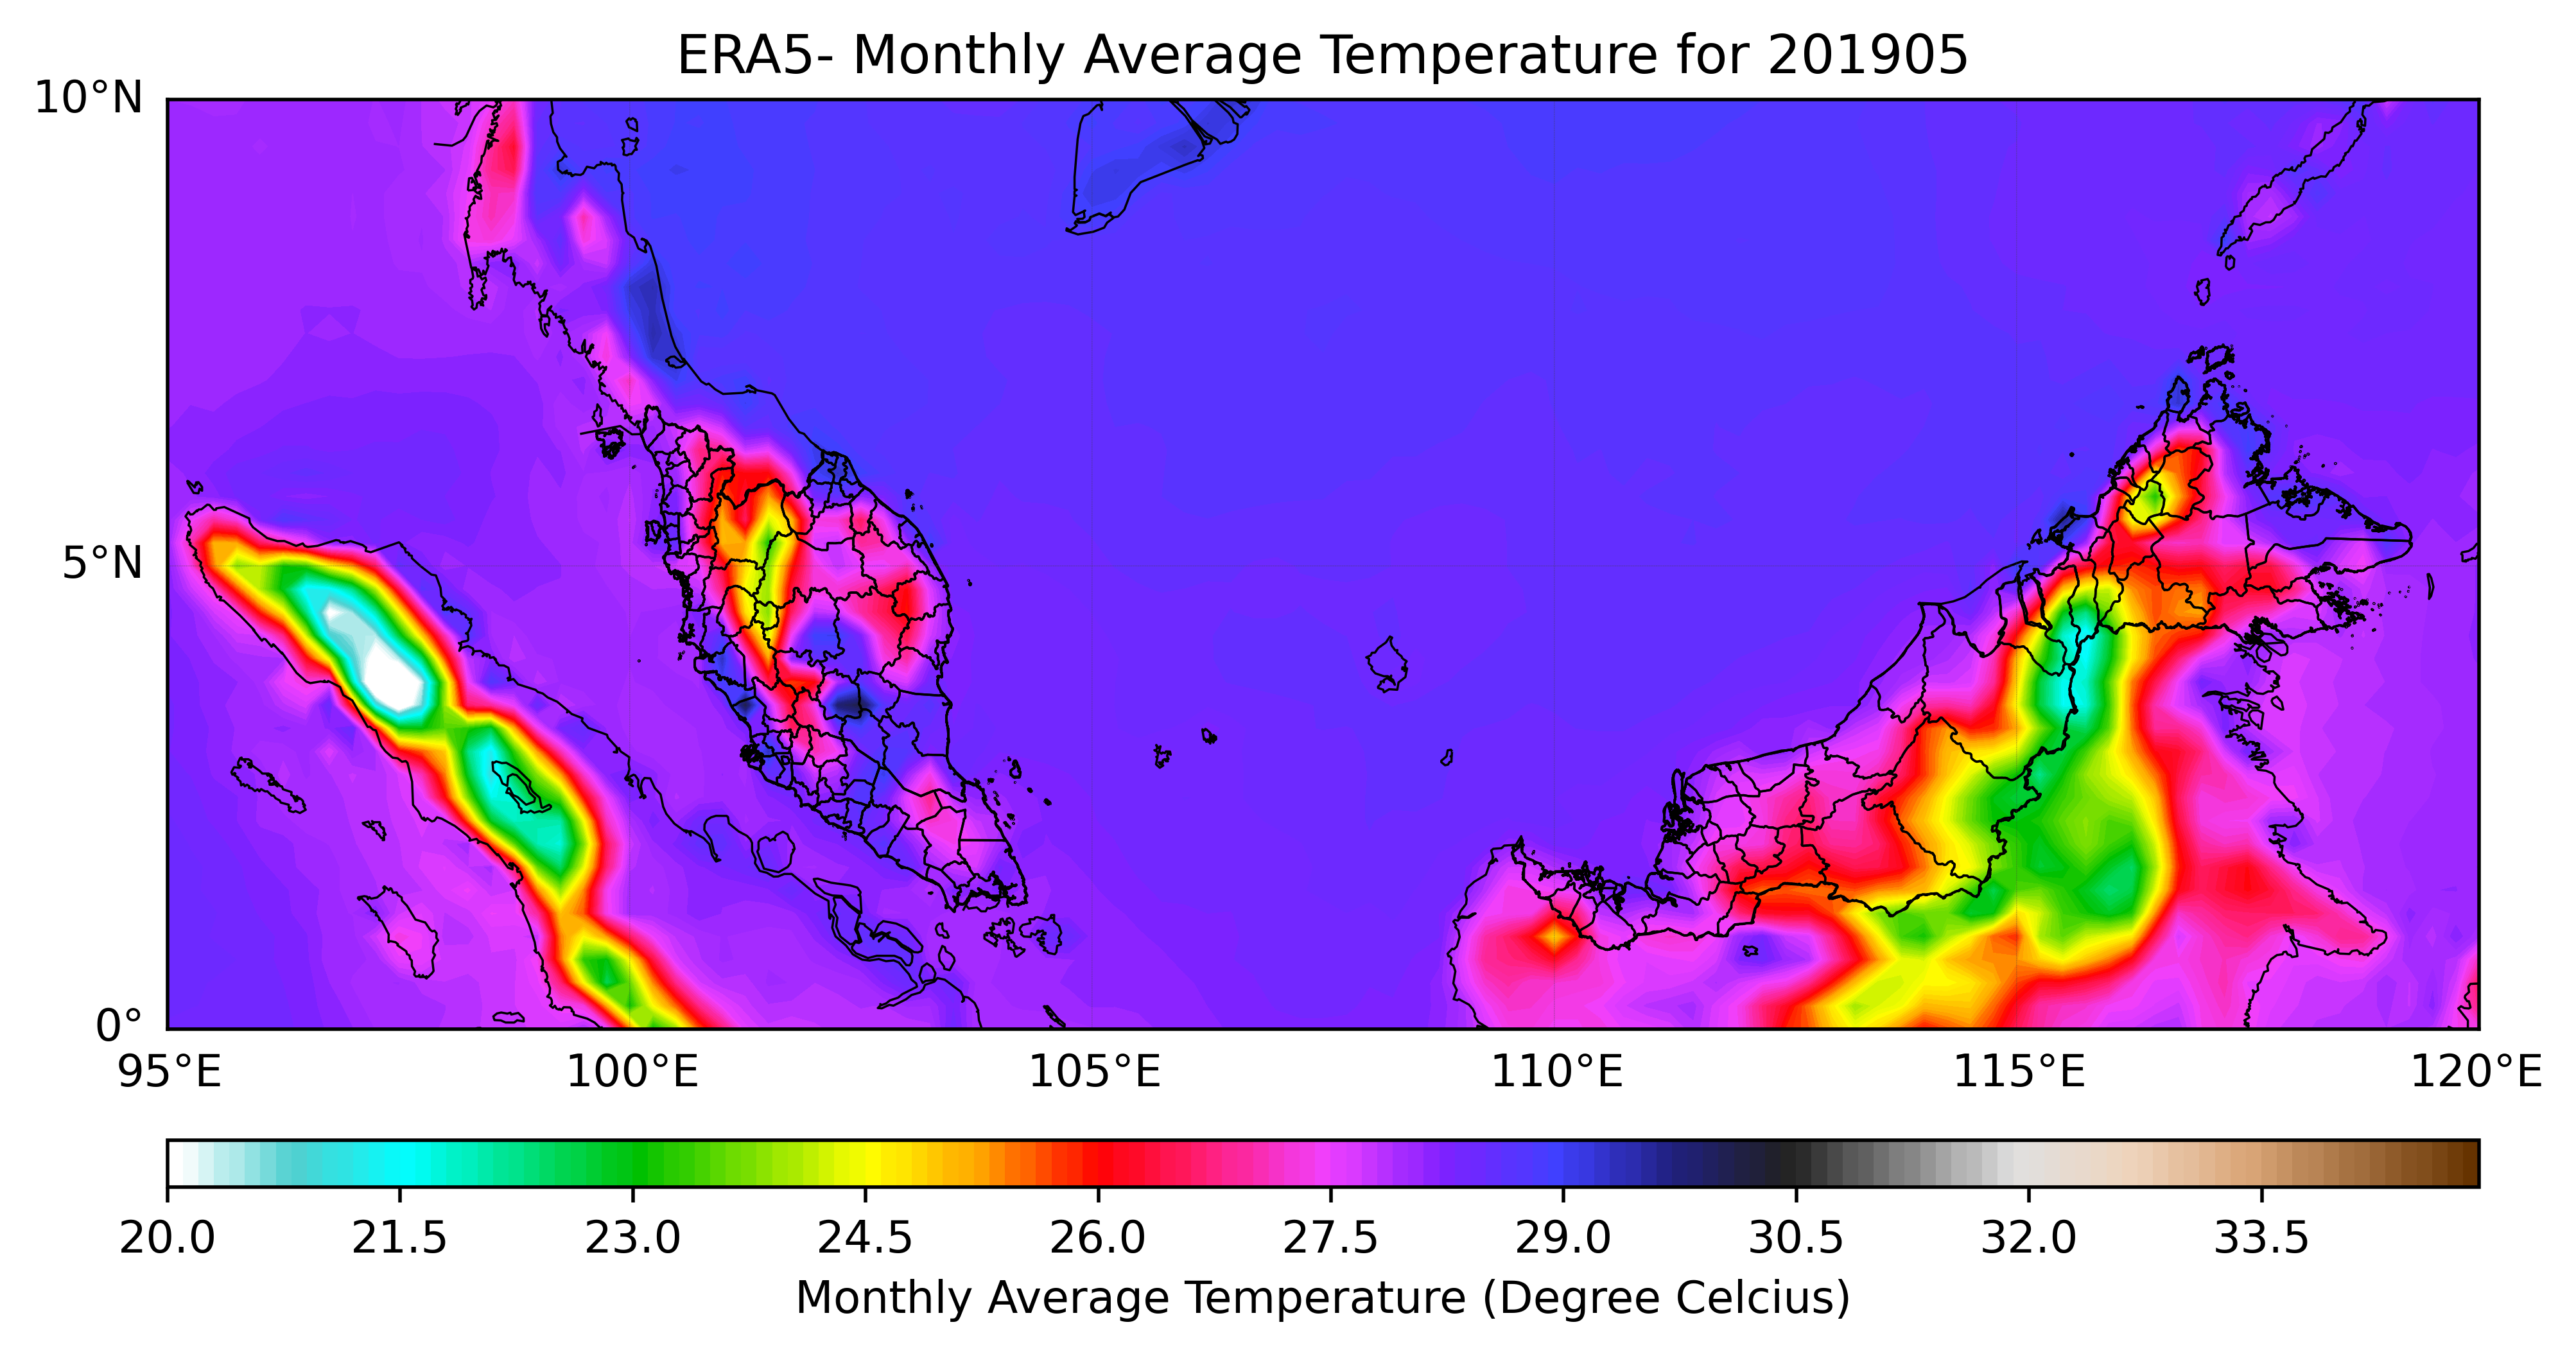 ERA5- Monthly Average Temperature for 201905
10°N
5°N
0°
95°E 100°E 105°E 110°E 115°E 120°E
20.0 21.5 23.0 24.5 26.0 27.5 29.0 30.5 32.0 33.5
Monthly Average Temperature (Degree Celcius)